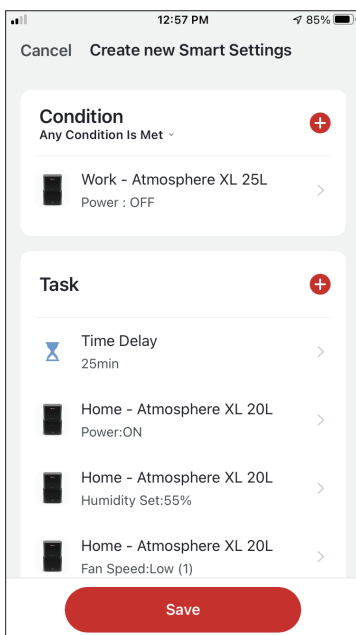 12:57 PM
85%
Cancel Create new Smart Settings
Condition
Any Condition Is Met
Work - Atmosphere XL 25L
Power : OFF
Task
Time Delay
25min
Home - Atmosphere XL 20L
Power:ON
Home - Atmosphere XL 20L
Humidity Set:55%
Home - Atmosphere XL 20L
Fan Speed:Low (1)
Save